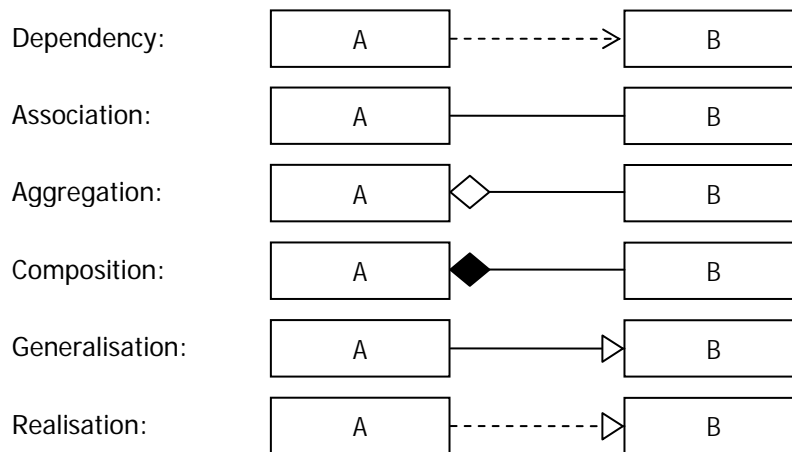 Dependency: A B
Association: A B
Aggregation: A B
Composition: A B
Generalisation: A B
Realisation: A B